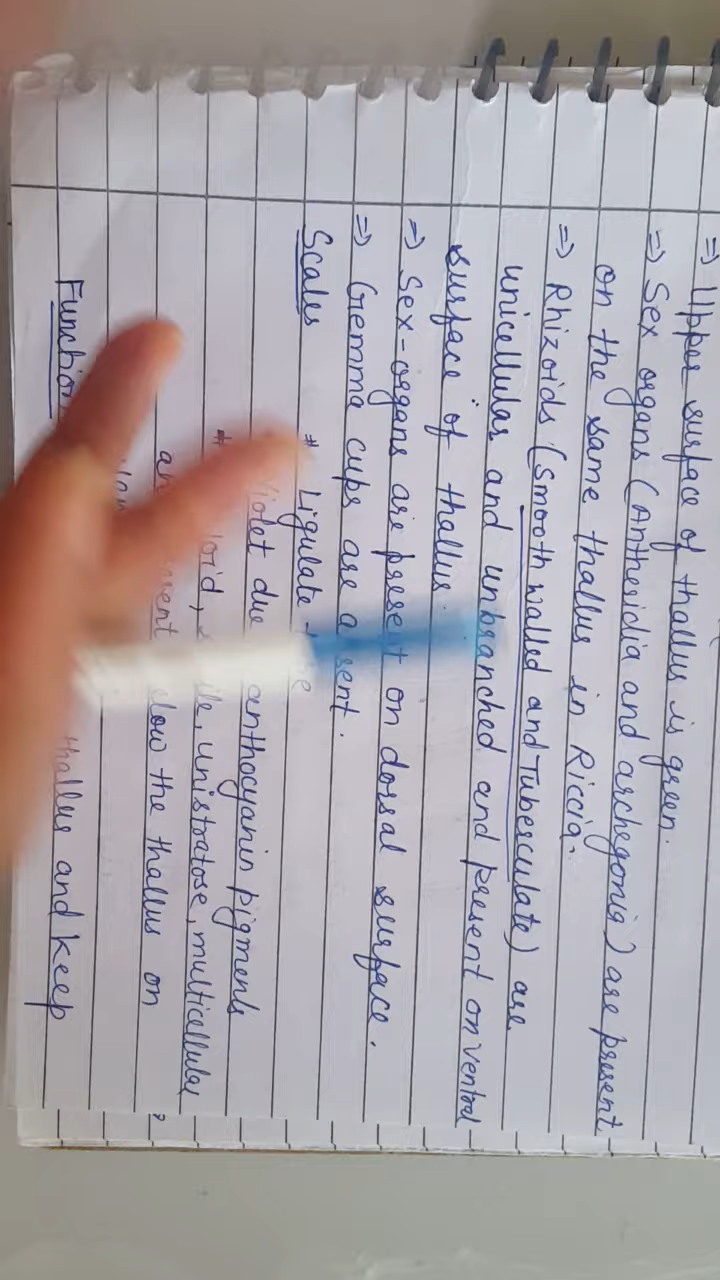 =) Upper surface of thallus is green.
=) Sex organs (Antheridia and archegonia) are present
on the same thallus in Riccia.
=) Rhizoids (Smooth walled and Tuberculate) are
unicellular and unbranched and present on ventral
surface of thallus.
=) Sex-organs are present on dorsal surface.
=) Gemma cups are a sent.
Scales # Ligulate
Violet due anthocyanin pigments
# unistratose, multicellular
the thallus on
Function thallus and keep